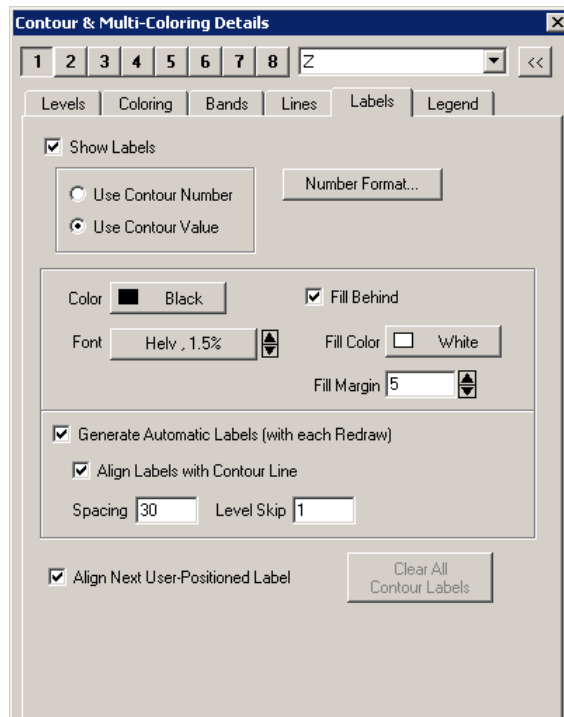 Contour & Multi-Coloring Details
1 2 3 4 5 6 7 8 Z <<
Levels Coloring Bands Lines Labels Legend
Show Labels
Use Contour Number Number Format...
Use Contour Value
Color Black Fill Behind
Font Helv , 1.5% Fill Color White
Fill Margin 5
Generate Automatic Labels (with each Redraw)
Align Labels with Contour Line
Spacing 30 Level Skip 1
Align Next User-Positioned Label Clear All
Contour Labels